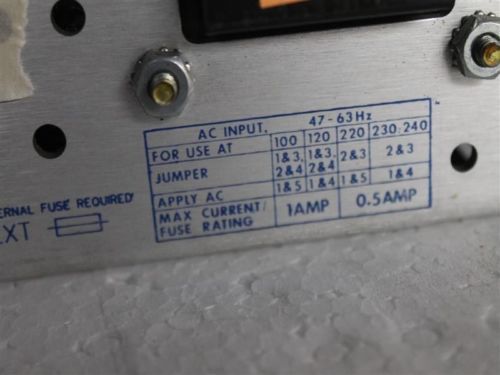 AC INPUT, 47-63Hz
FOR USE AT 100 120 220 230:240
JUMPER 1&3, 2&4 1&3, 2&4 2&3 2&3
APPLY AC 1&5 1&4 1&5 1&4
MAX CURRENT/ FUSE RATING 1AMP 0.5AMP
ERNAL FUSE REQUIRED
EXT